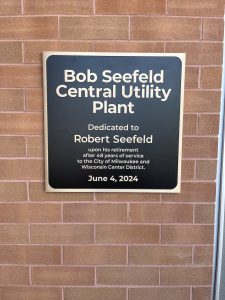 Bob Seefeld
Central Utility
Plant
Dedicated to
Robert Seefeld
upon his retirement
after 48 years of service
to the City of Milwaukee and
Wisconsin Center District.
June 4, 2024